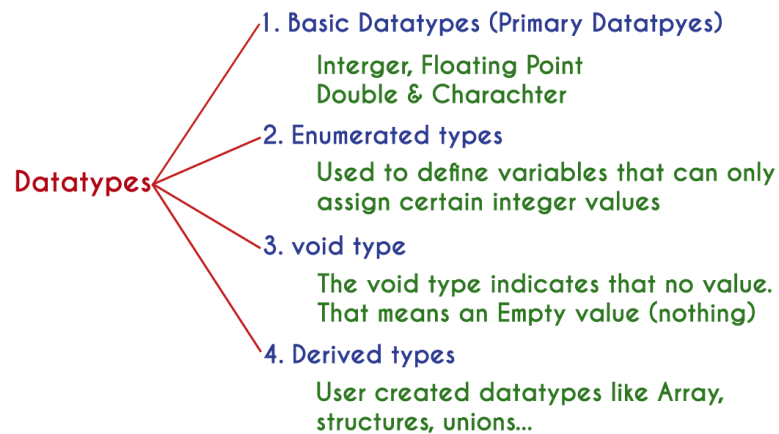 Datatypes
1. Basic Datatypes (Primary Datatpyes)
Interger, Floating Point
Double & Charachter
2. Enumerated types
Used to define variables that can only
assign certain integer values
3. void type
The void type indicates that no value.
That means an Empty value (nothing)
4. Derived types
User created datatypes like Array,
structures, unions...